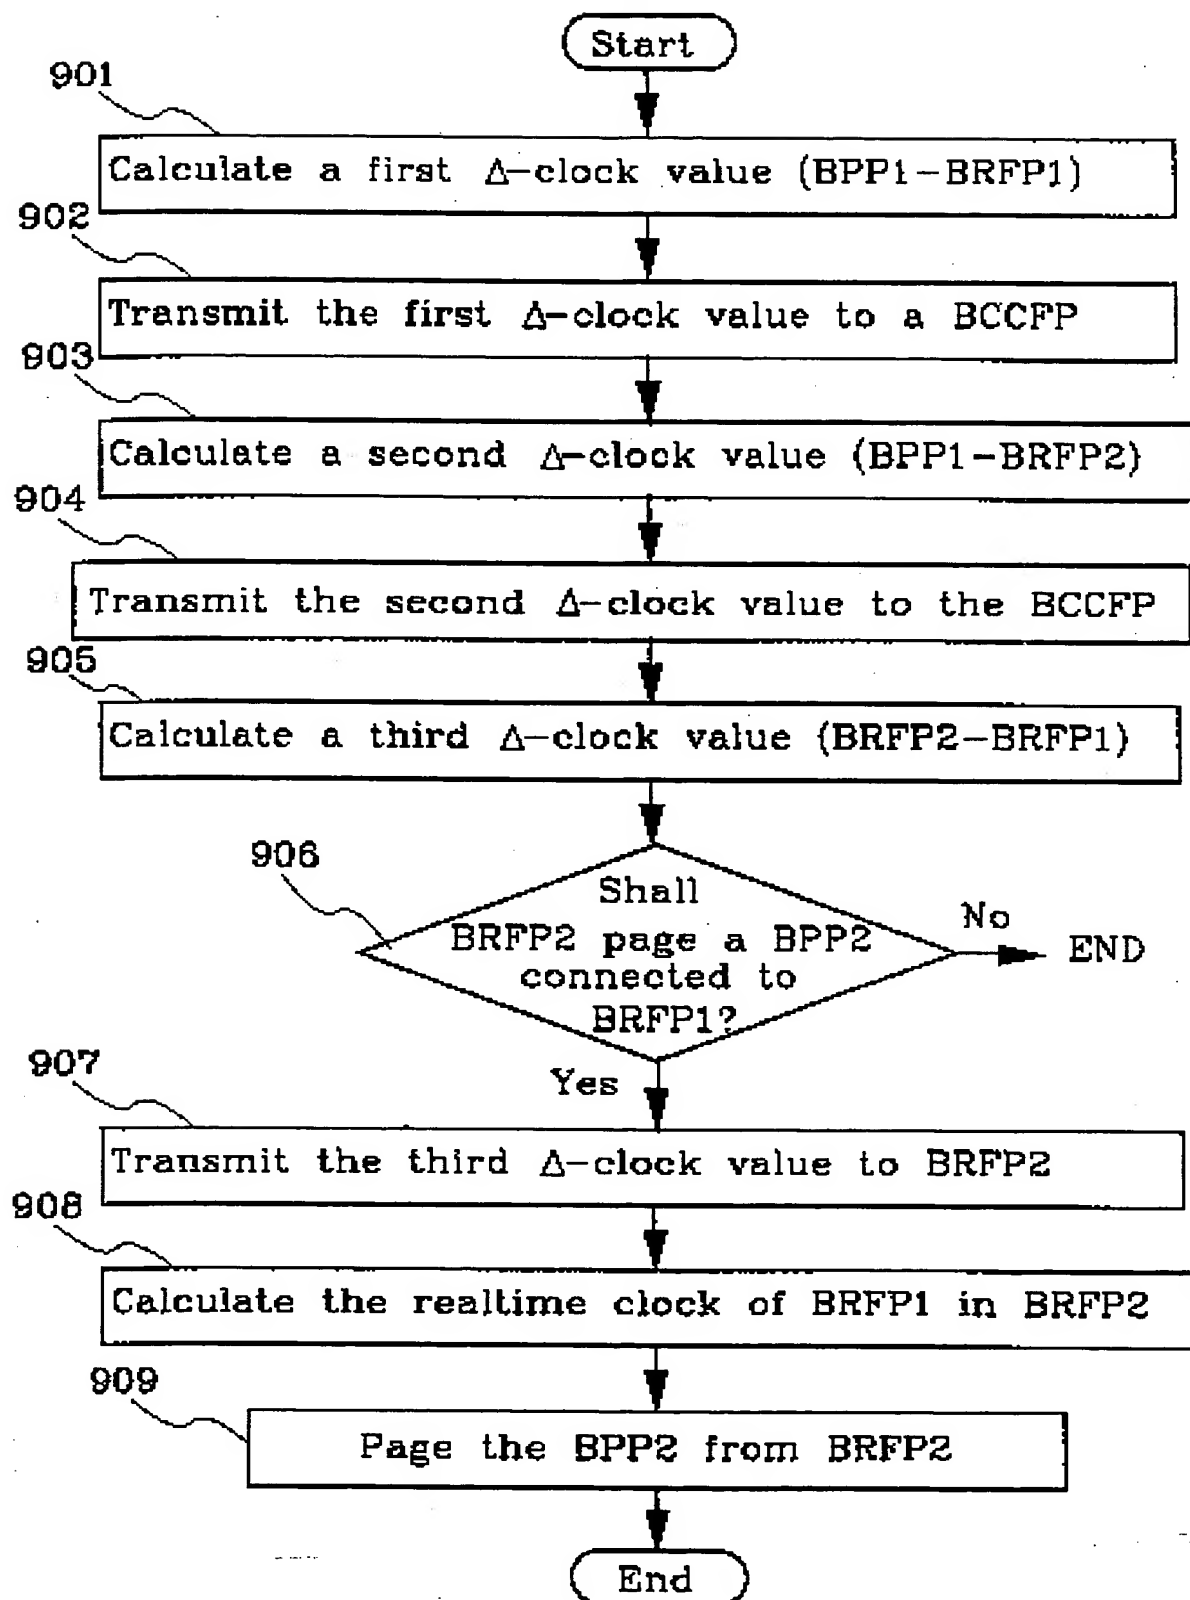 Start
901
Calculate a first Δ-clock value (BPP1-BRFP1)
902
Transmit the first Δ-clock value to a BCCFP
903
Calculate a second Δ-clock value (BPP1-BRFP2)
904
Transmit the second Δ-clock value to the BCCFP
905
Calculate a third Δ-clock value (BRFP2-BRFP1)
906
Shall
BRFP2 page a BPP2
connected to
BRFP1?
No
END
Yes
907
Transmit the third Δ-clock value to BRFP2
908
Calculate the realtime clock of BRFP1 in BRFP2
909
Page the BPP2 from BRFP2
End